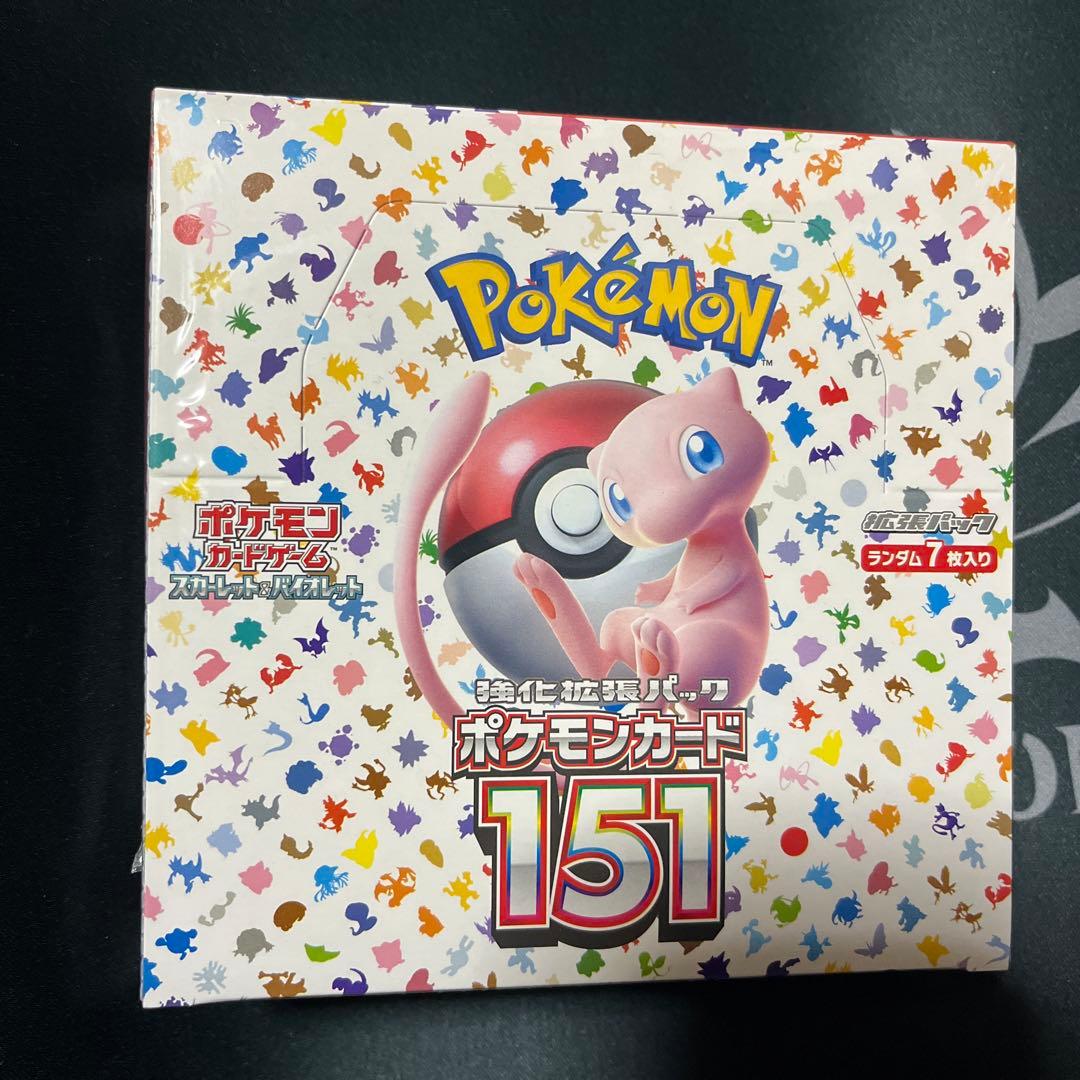 POKéMON
TM
ポケモン
カードゲーム TM
スカーレット&バイオレット
拡張パック
ランダム7枚入り
強化拡張パック
ポケモンカード
151